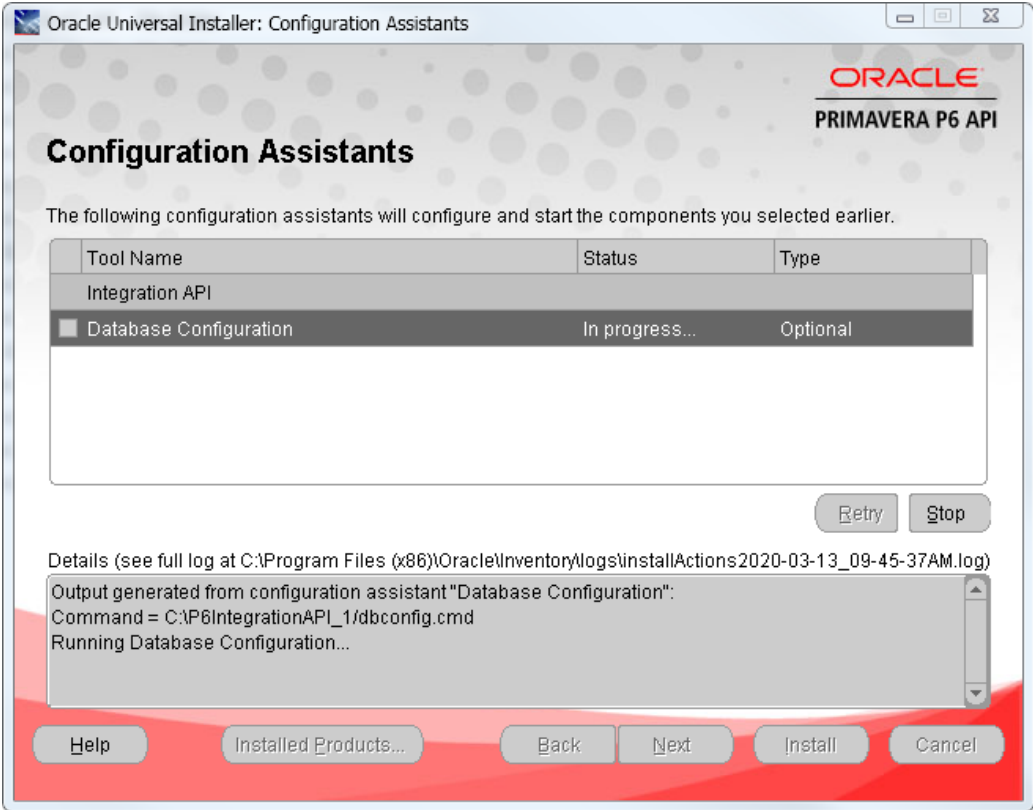 Oracle Universal Installer: Configuration Assistants
ORACLE
PRIMAVERA P6 API
Configuration Assistants
The following configuration assistants will configure and start the components you selected earlier.
Tool Name Status Type
Integration API
Database Configuration In progress... Optional
Retry Stop
Details (see full log at C:\Program Files (x86)\Oracle\Inventory\logs\installActions2020-03-13_09-45-37AM.log)
Output generated from configuration assistant "Database Configuration":
Command = C:\P6IntegrationAPI_1/dbconfig.cmd
Running Database Configuration...
Help Installed Products... Back Next Install Cancel